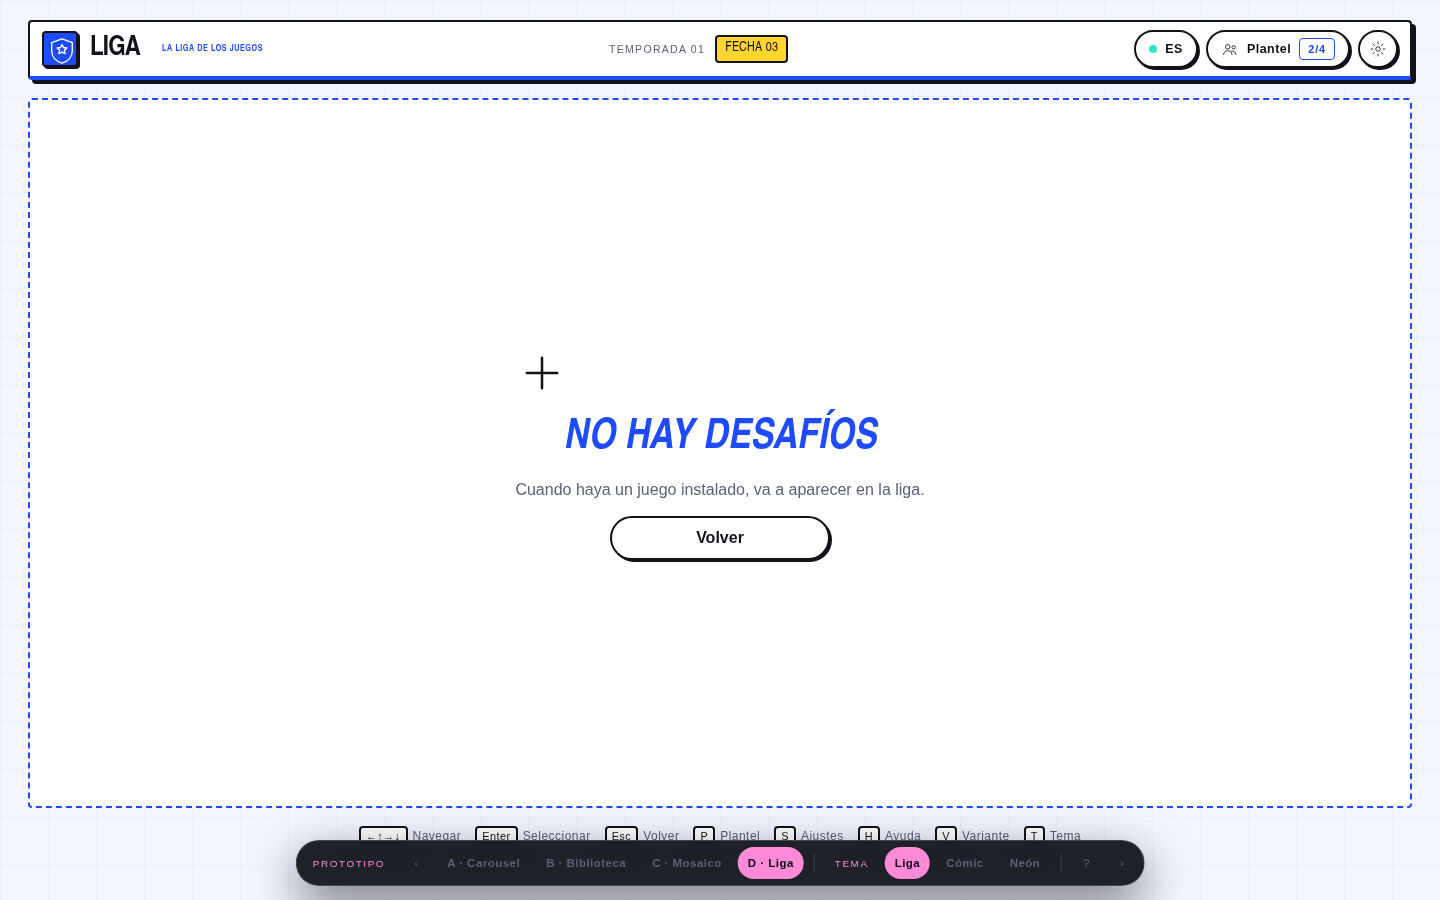 LIGA
LA LIGA DE LOS JUEGOS
TEMPORADA 01
FECHA 03
ES
Plantel
2/4
NO HAY DESAFÍOS
Cuando haya un juego instalado, va a aparecer en la liga.
Volver
←↑→↓ Navegar Enter Seleccionar Esc Volver P Plantel S Ajustes H Ayuda V Variante T Tema
PROTOTIPO ‹ A · Carousel B · Biblioteca C · Mosaico D · Liga TEMA Liga Cómic Neón ? ›